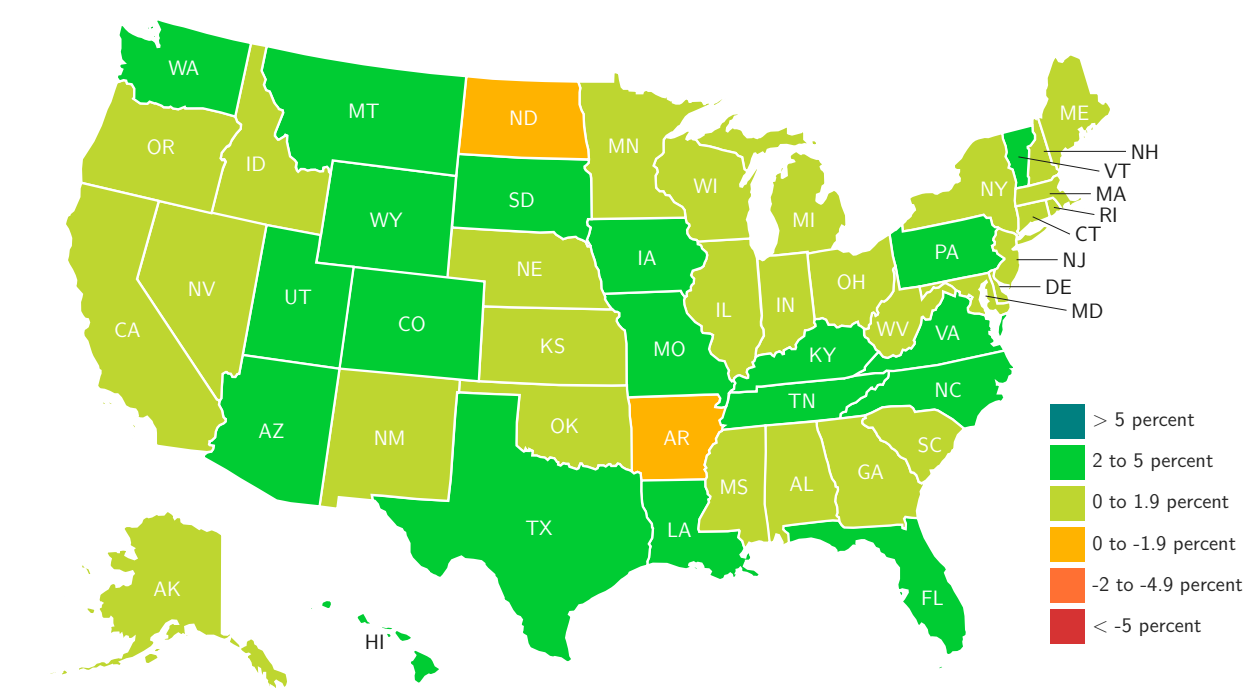 WA
MT
ND
MN
ME
OR
ID
WY
SD
WI
MI
NY
NH
VT
MA
RI
CT
NV
UT
CO
NE
IA
IL
IN
OH
PA
NJ
DE
MD
CA
KS
MO
KY
WV
VA
AZ
NM
OK
AR
TN
NC
SC
TX
LA
MS
AL
GA
FL
AK
HI
> 5 percent
2 to 5 percent
0 to 1.9 percent
0 to -1.9 percent
-2 to -4.9 percent
< -5 percent